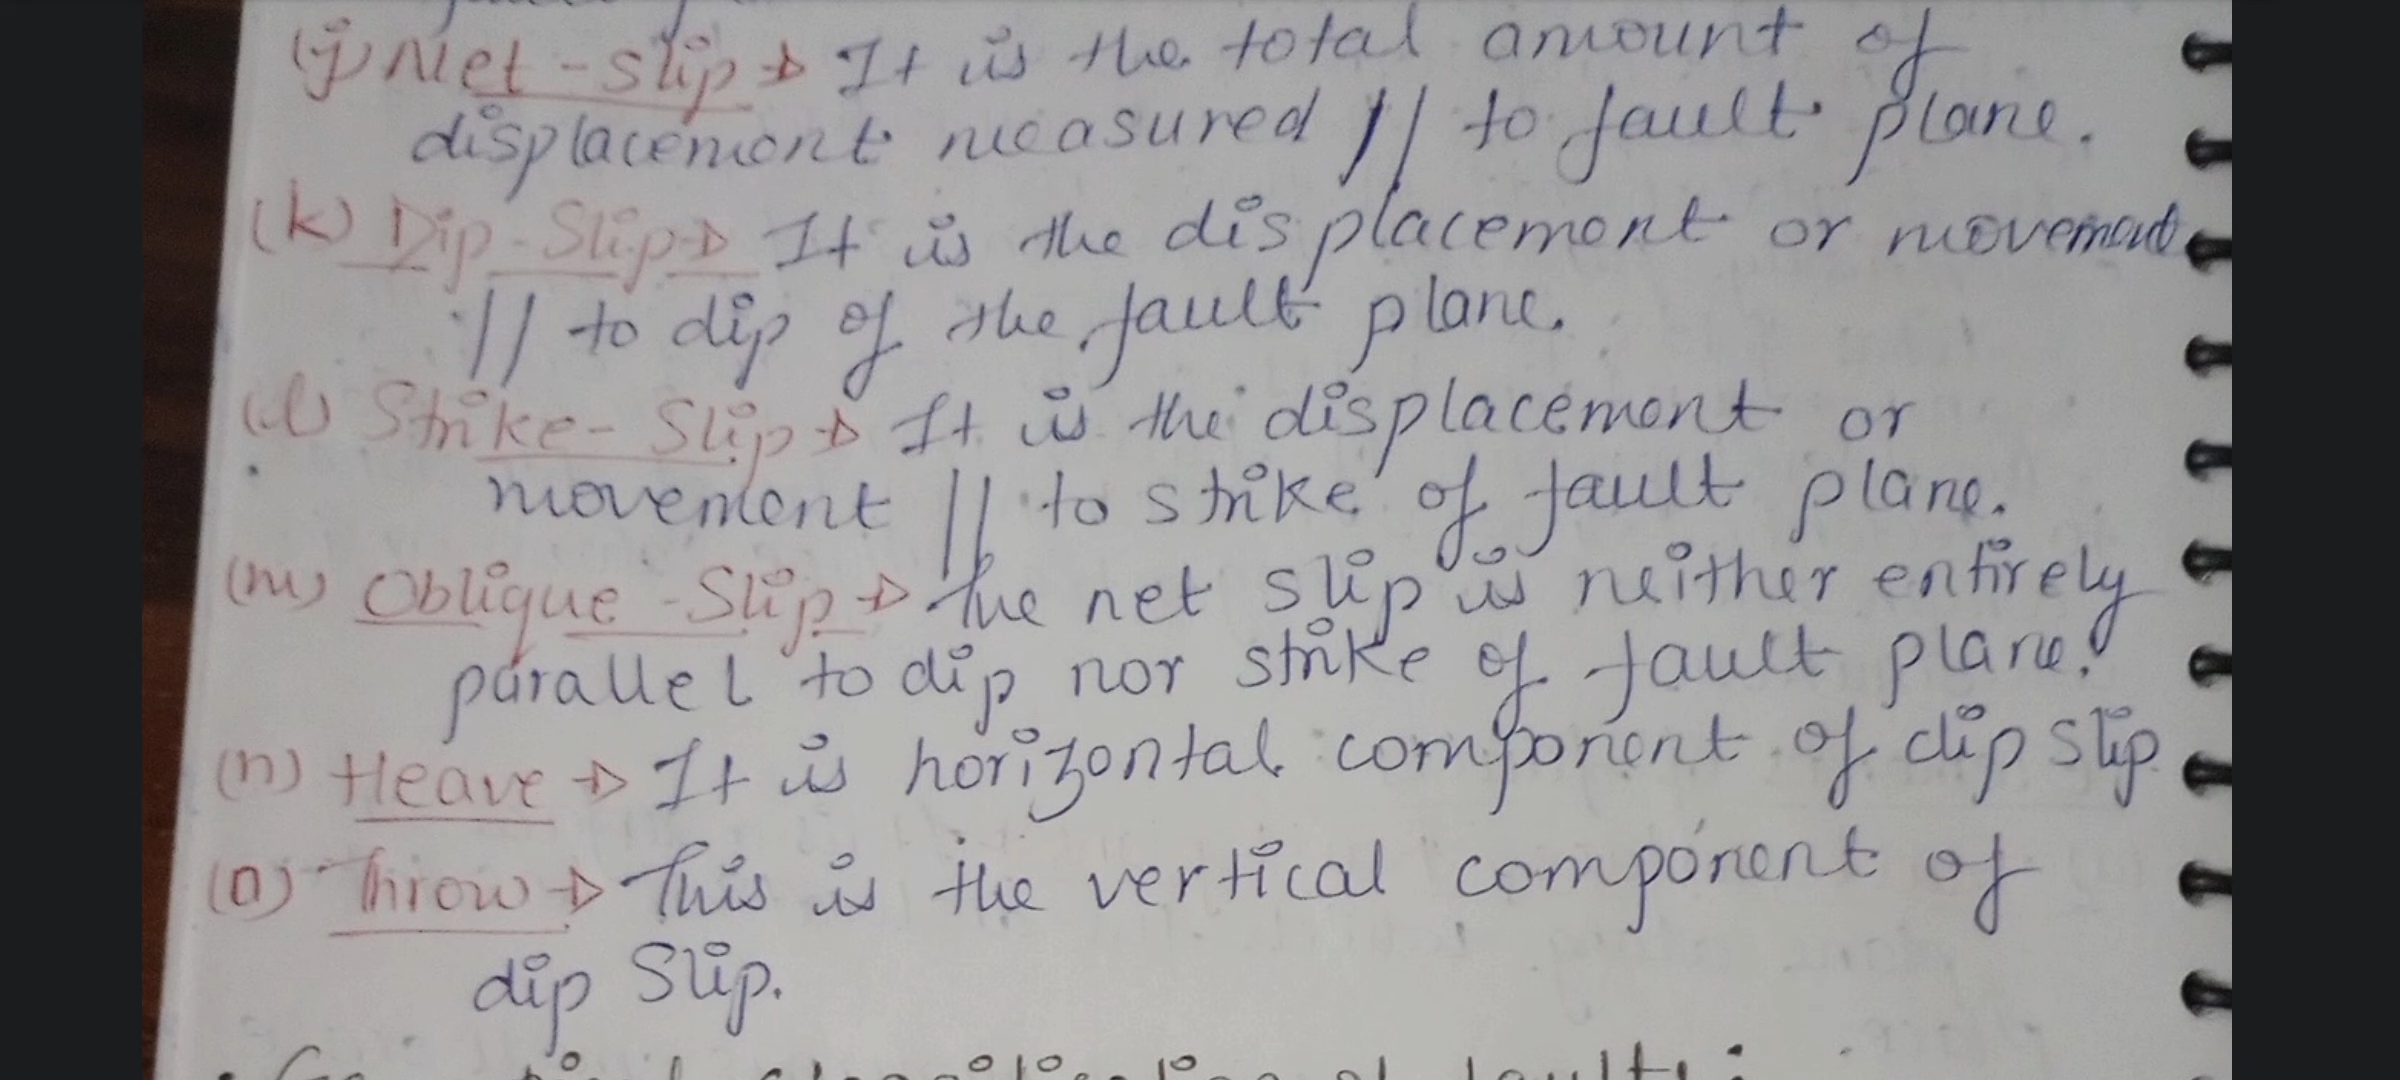 (j) Net-slip → It is the total amount of
displacement measured // to fault plane.
(k) Dip-Slip → It is the displacement or movement
// to dip of the fault plane.
(l) Strike-Slip → It is the displacement or
movement // to strike of fault plane.
(m) Oblique-Slip → The net slip is neither entirely
parallel to dip nor strike of fault plane.
(n) Heave → It is horizontal component of dip slip
(o) Throw → This is the vertical component of
dip Slip.
classification of faults: